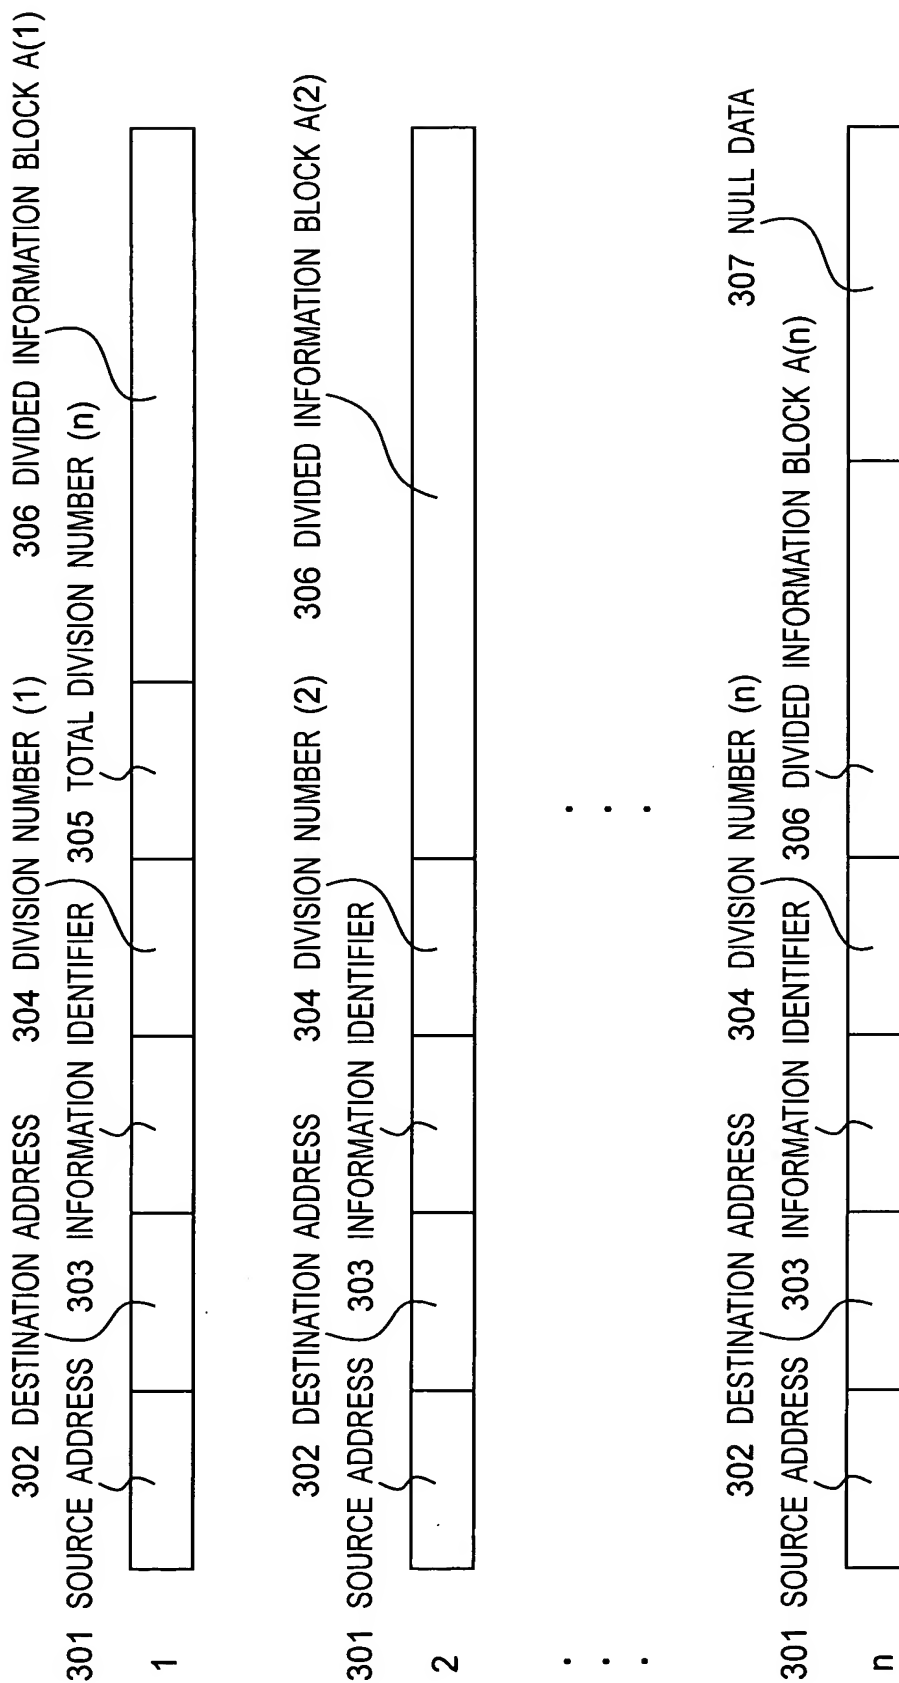 302 DESTINATION ADDRESS
304 DIVISION NUMBER (1)
306 DIVIDED INFORMATION BLOCK A(1)
301 SOURCE ADDRESS
303 INFORMATION IDENTIFIER
305 TOTAL DIVISION NUMBER (n)
1
302 DESTINATION ADDRESS
304 DIVISION NUMBER (2)
306 DIVIDED INFORMATION BLOCK A(2)
301 SOURCE ADDRESS
303 INFORMATION IDENTIFIER
2
302 DESTINATION ADDRESS
304 DIVISION NUMBER (n)
307 NULL DATA
301 SOURCE ADDRESS
303 INFORMATION IDENTIFIER
306 DIVIDED INFORMATION BLOCK A(n)
n